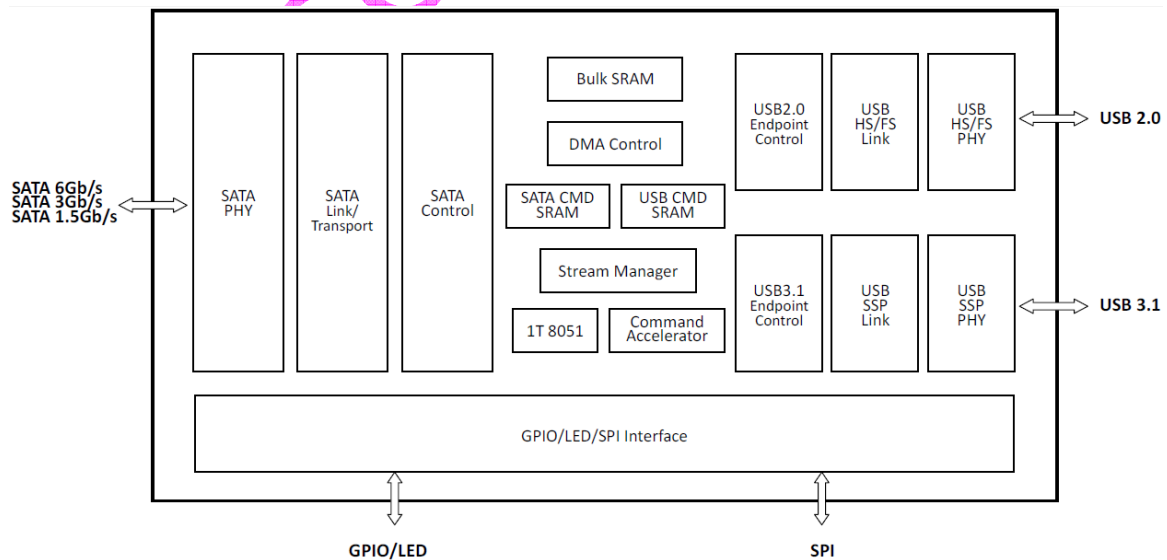 Bulk SRAM
DMA Control
SATA CMD
SRAM
USB CMD
SRAM
Stream Manager
1T 8051
Command
Accelerator
SATA 6Gb/s
SATA 3Gb/s
SATA 1.5Gb/s
SATA
PHY
SATA
Link/
Transport
SATA
Control
USB2.0
Endpoint
Control
USB
HS/FS
Link
USB
HS/FS
PHY
USB 2.0
USB3.1
Endpoint
Control
USB
SSP
Link
USB
SSP
PHY
USB 3.1
GPIO/LED/SPI Interface
GPIO/LED
SPI